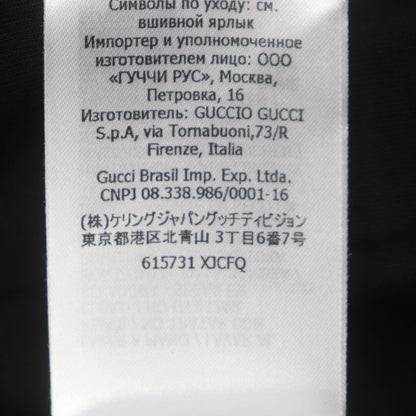 Символы по уходу: см.
вшивной ярлык
Импортер и уполномоченное
изготовителем лицо: ООО
«ГУЧЧИ РУС», Москва,
Петровка, 16
Изготовитель: GUCCIO GUCCI
S.p.A, via Tornabuoni,73/R
Firenze, Italia
Gucci Brasil Imp. Exp. Ltda.
CNPJ 08.338.986/0001-16
(株)ケリングジャパングッチディビジョン
東京都港区北青山 3丁目6番7号
615731 XJCFQ